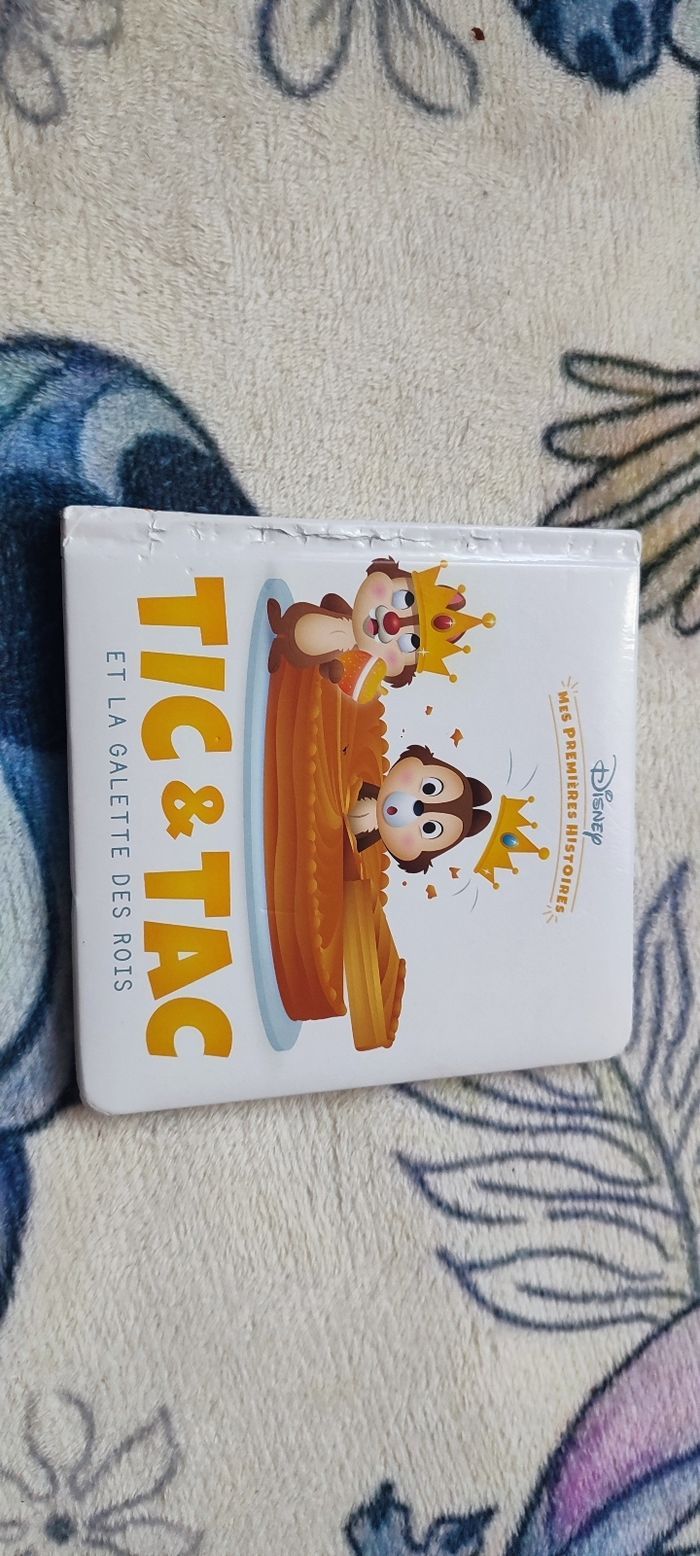 Disney
MES PREMIÈRES HISTOIRES
TIC & TAC
ET LA GALETTE DES ROIS